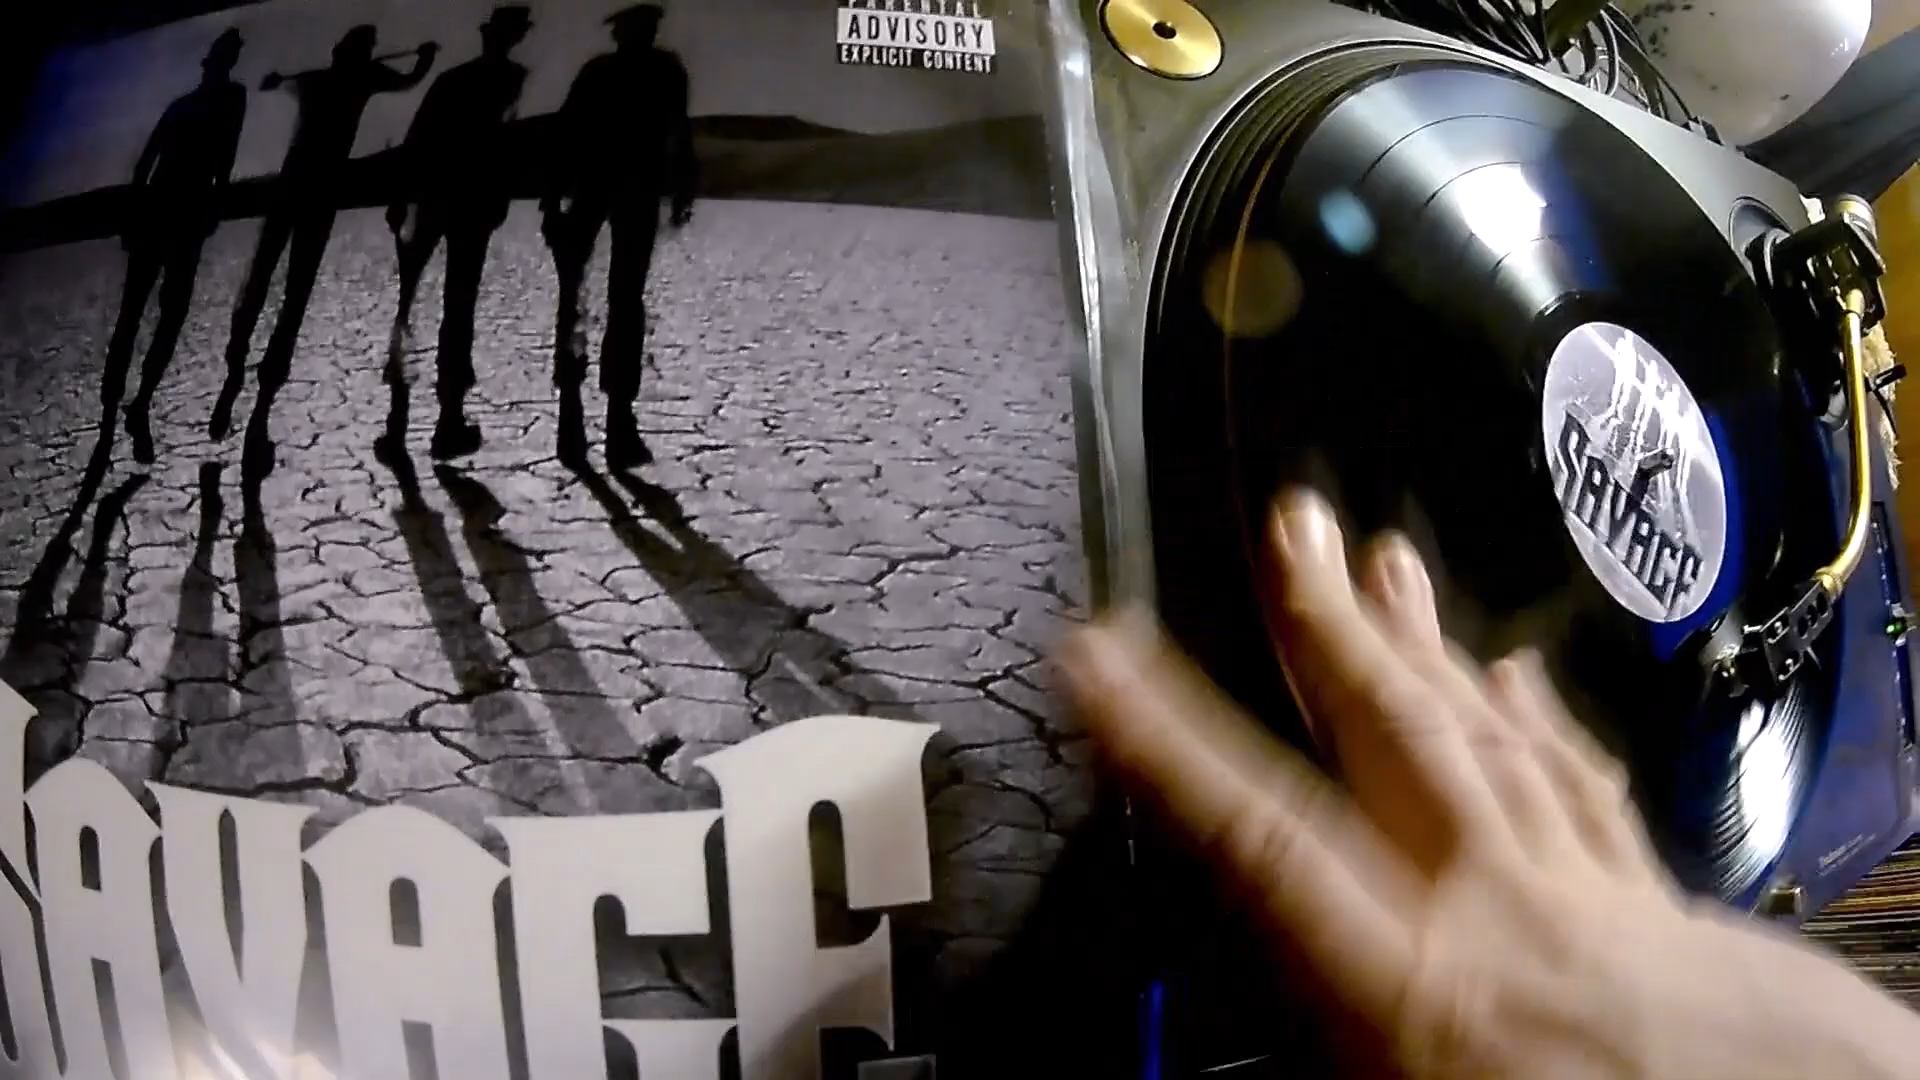 PARENTAL
ADVISORY
EXPLICIT CONTENT
SAVAGE
SAVAGE